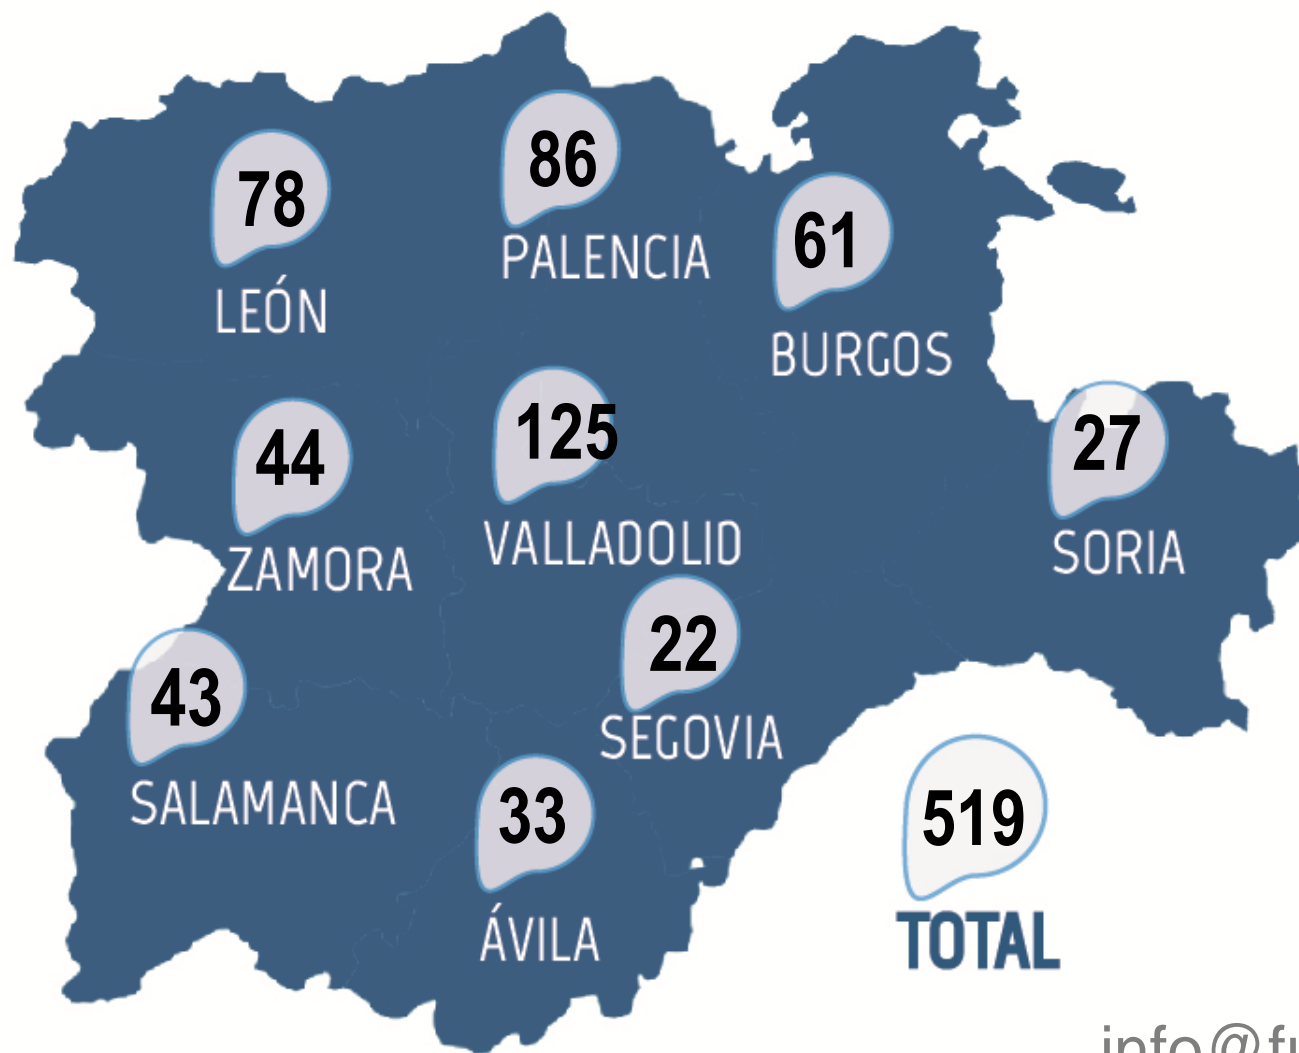 86
PALENCIA
78
LEÓN
61
BURGOS
125
VALLADOLID
44
ZAMORA
27
SORIA
22
SEGOVIA
43
SALAMANCA
33
ÁVILA
519
TOTAL